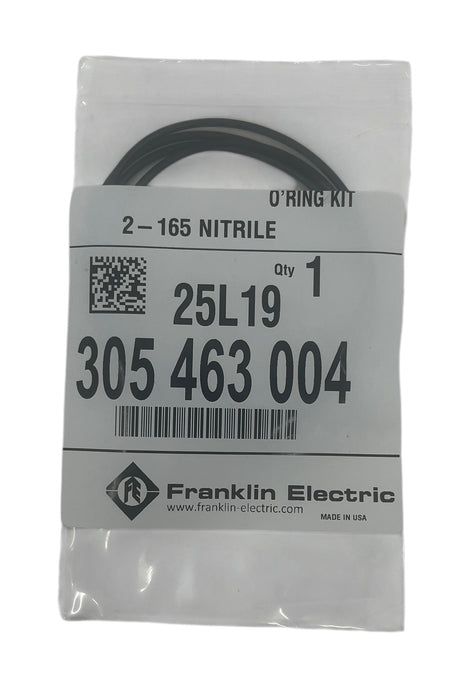 O'RING KIT
2-165 NITRILE
Qty 1
25L19
305 463 004
FE Franklin Electric
www.franklin-electric.com
MADE IN USA